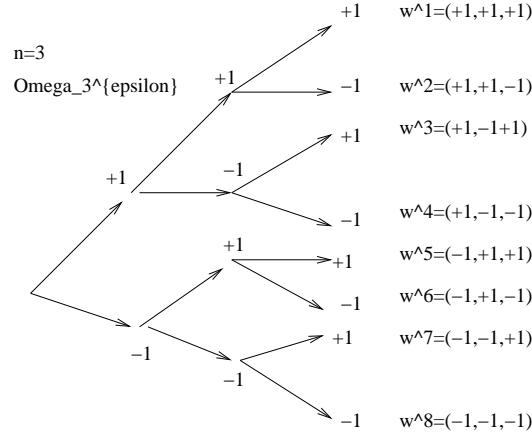 +1 w^1=(+1,+1,+1)
n=3
+1
Omega_3^{epsilon}
−1 w^2=(+1,+1,−1)
+1 w^3=(+1,−1+1)
−1
+1
−1 w^4=(+1,−1,−1)
+1
+1 w^5=(−1,+1,+1)
−1 w^6=(−1,+1,−1)
+1 w^7=(−1,−1,+1)
−1
−1
−1 w^8=(−1,−1,−1)